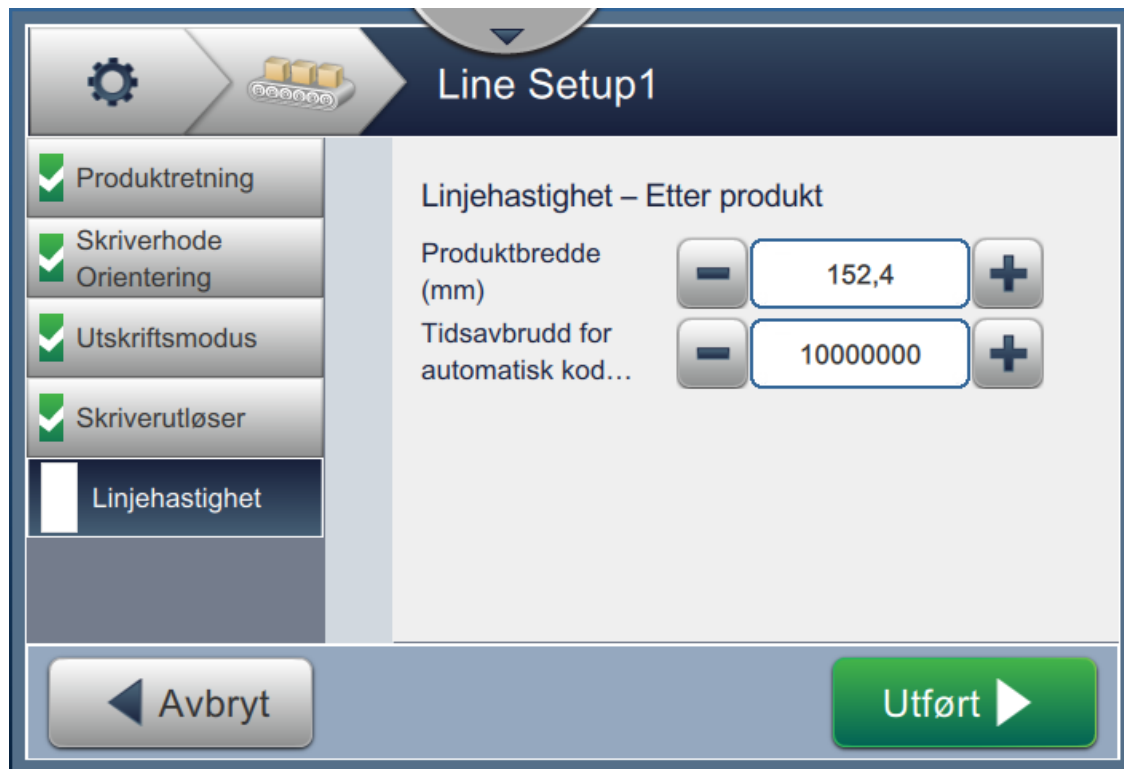 Line Setup1
Produktretning
Skriverhode
Orientering
Utskriftsmodus
Skriverutløser
Linjehastighet
Linjehastighet – Etter produkt
Produktbredde
(mm)
152,4
Tidsavbrudd for
automatisk kod...
10000000
Avbryt
Utført